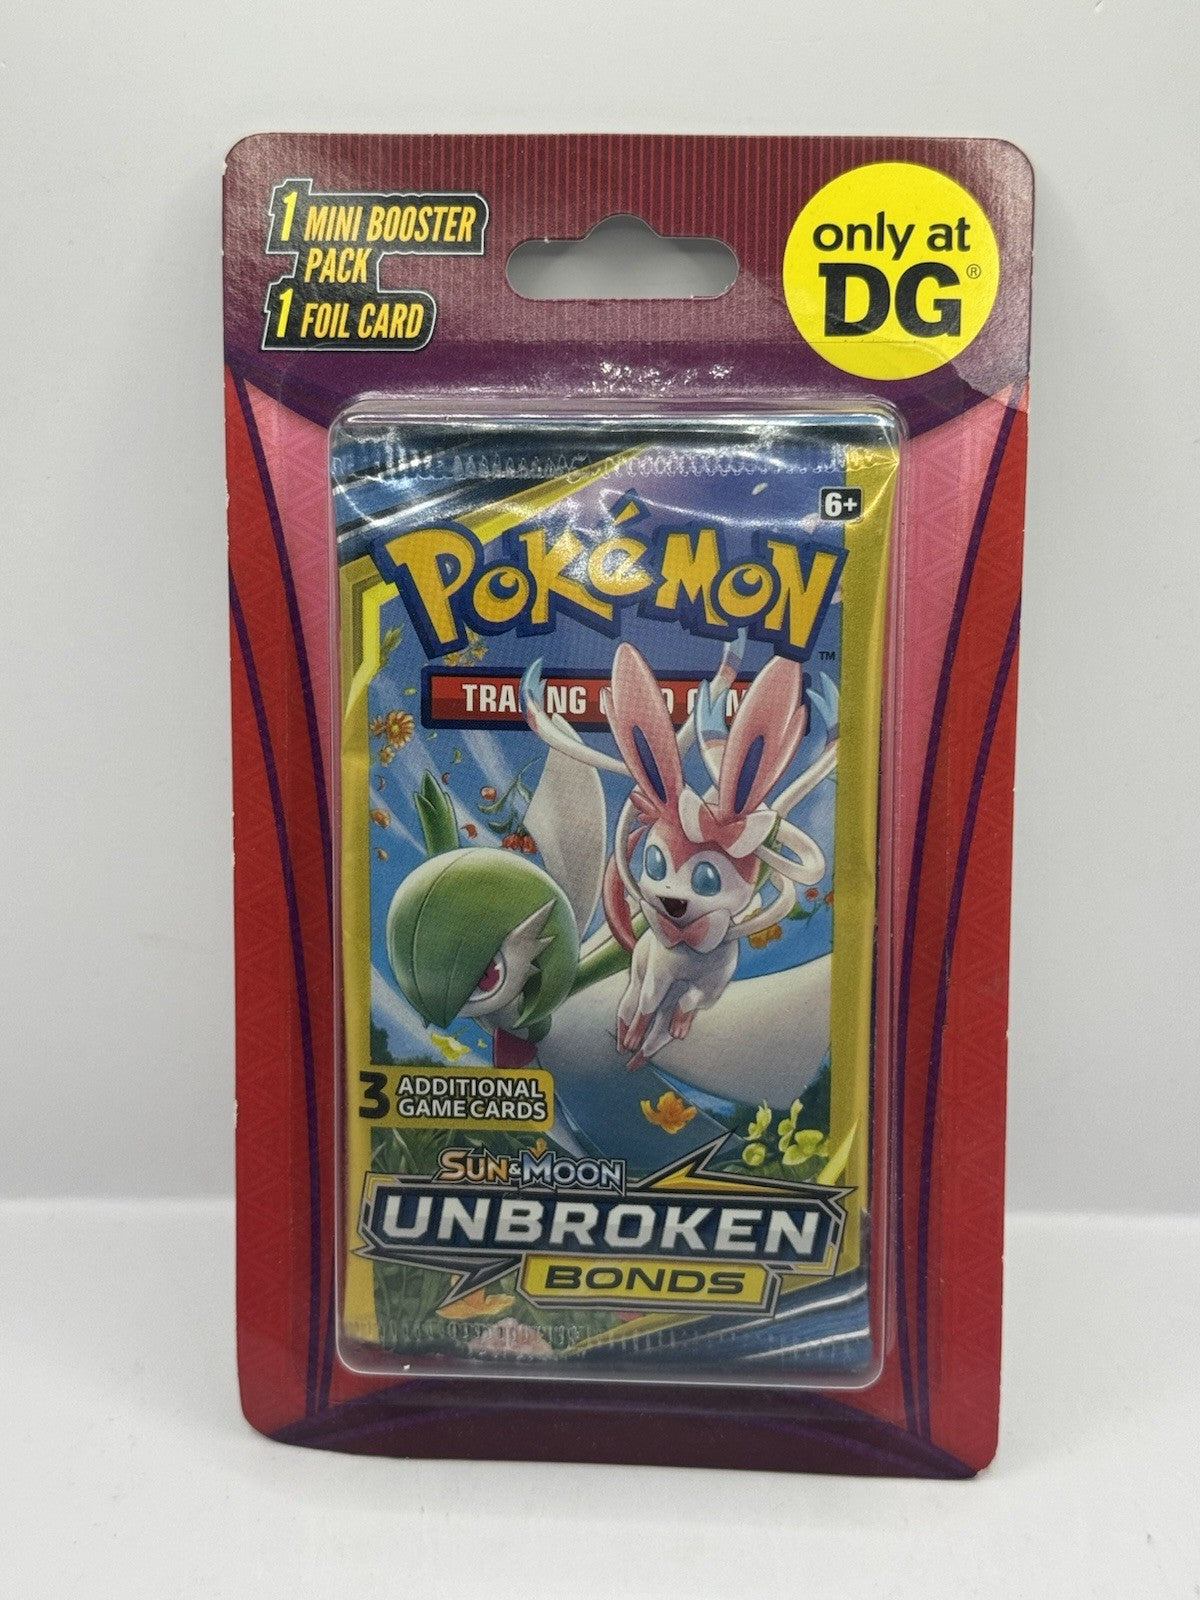 1 MINI BOOSTER
PACK
1 FOIL CARD
only at
DG®
6+
POKéMON
™
3 ADDITIONAL
GAME CARDS
SUN & MOON
UNBROKEN
BONDS